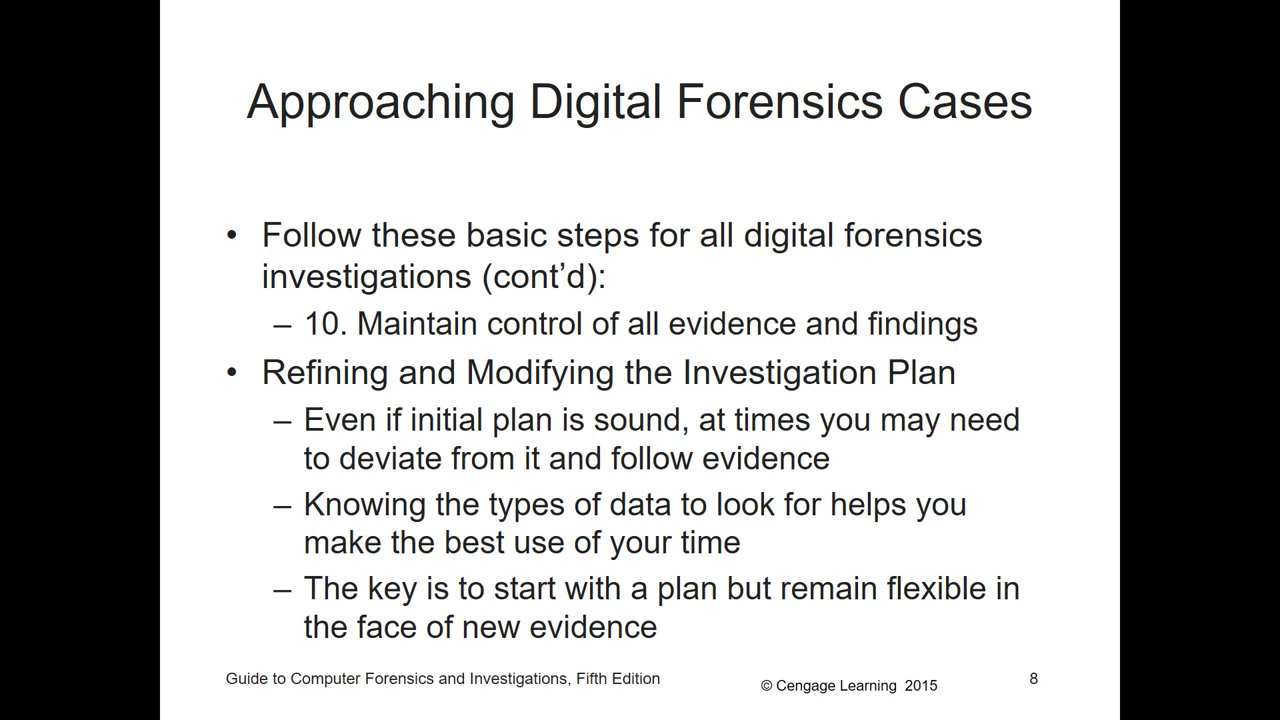 Approaching Digital Forensics Cases
• Follow these basic steps for all digital forensics
investigations (cont’d):
– 10. Maintain control of all evidence and findings
• Refining and Modifying the Investigation Plan
– Even if initial plan is sound, at times you may need
to deviate from it and follow evidence
– Knowing the types of data to look for helps you
make the best use of your time
– The key is to start with a plan but remain flexible in
the face of new evidence
Guide to Computer Forensics and Investigations, Fifth Edition
© Cengage Learning 2015
8